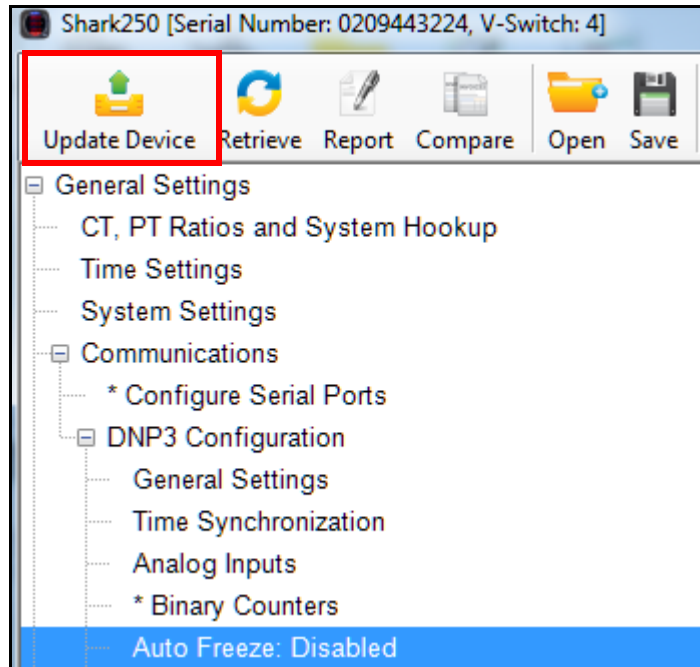 Shark250 [Serial Number: 0209443224, V-Switch: 4]
Update Device Retrieve Report Compare Open Save
General Settings
CT, PT Ratios and System Hookup
Time Settings
System Settings
Communications
* Configure Serial Ports
DNP3 Configuration
General Settings
Time Synchronization
Analog Inputs
* Binary Counters
Auto Freeze: Disabled